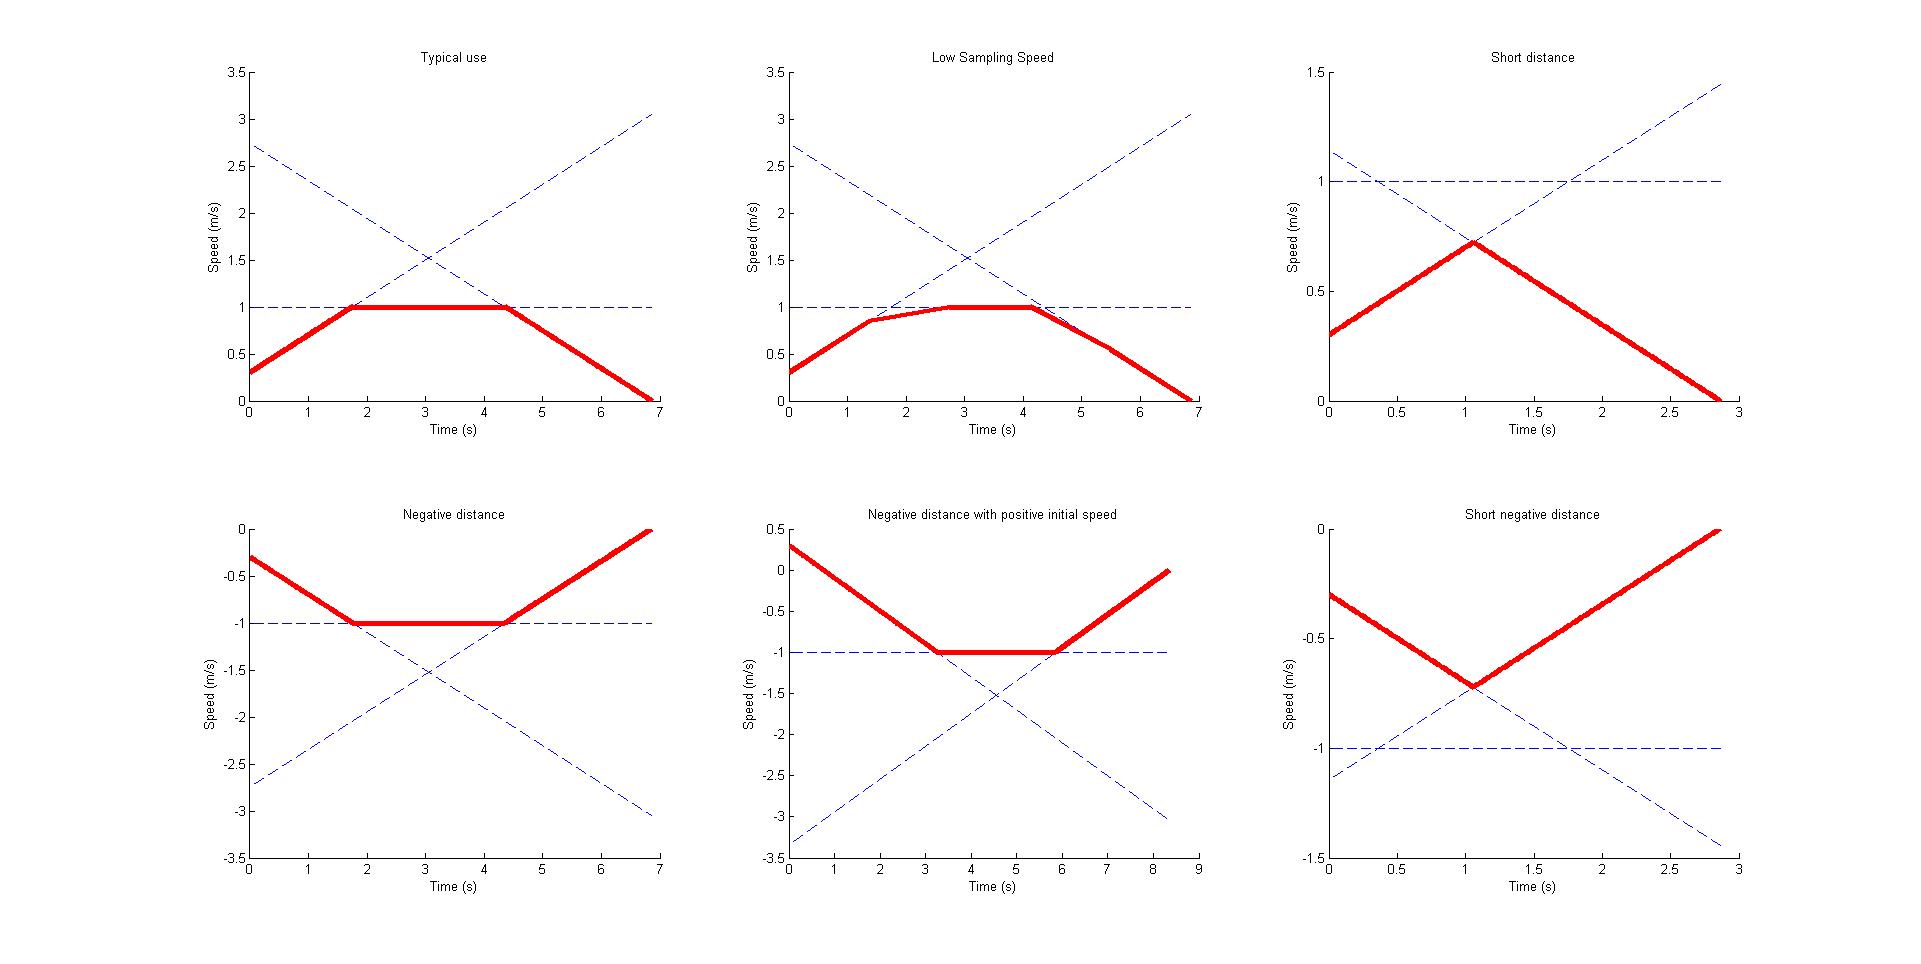 Typical use
3.5
3
2.5
2
1.5
1
0.5
0
Speed (m/s)
0 1 2 3 4 5 6 7
Time (s)
Low Sampling Speed
3.5
3
2.5
2
1.5
1
0.5
0
Speed (m/s)
0 1 2 3 4 5 6 7
Time (s)
Short distance
1.5
1
0.5
0
Speed (m/s)
0 0.5 1 1.5 2 2.5 3
Time (s)
Negative distance
0
-0.5
-1
-1.5
-2
-2.5
-3
-3.5
Speed (m/s)
0 1 2 3 4 5 6 7
Time (s)
Negative distance with positive initial speed
0.5
0
-0.5
-1
-1.5
-2
-2.5
-3
-3.5
Speed (m/s)
0 1 2 3 4 5 6 7 8 9
Time (s)
Short negative distance
0
-0.5
-1
-1.5
Speed (m/s)
0 0.5 1 1.5 2 2.5 3
Time (s)